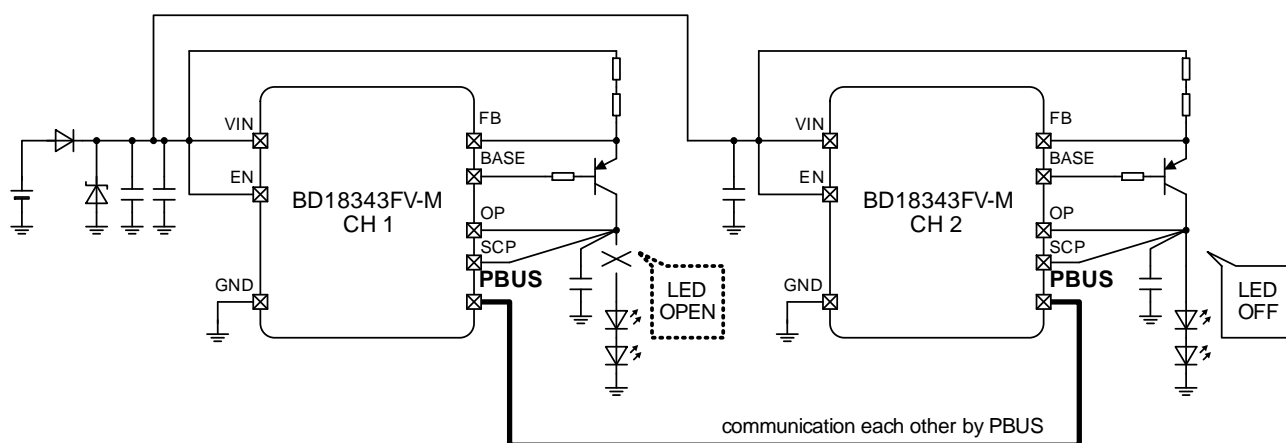 VIN
EN
GND
BD18343FV-M
CH 1
FB
BASE
OP
SCP
PBUS
LED
OPEN
VIN
EN
GND
BD18343FV-M
CH 2
FB
BASE
OP
SCP
PBUS
LED
OFF
communication each other by PBUS